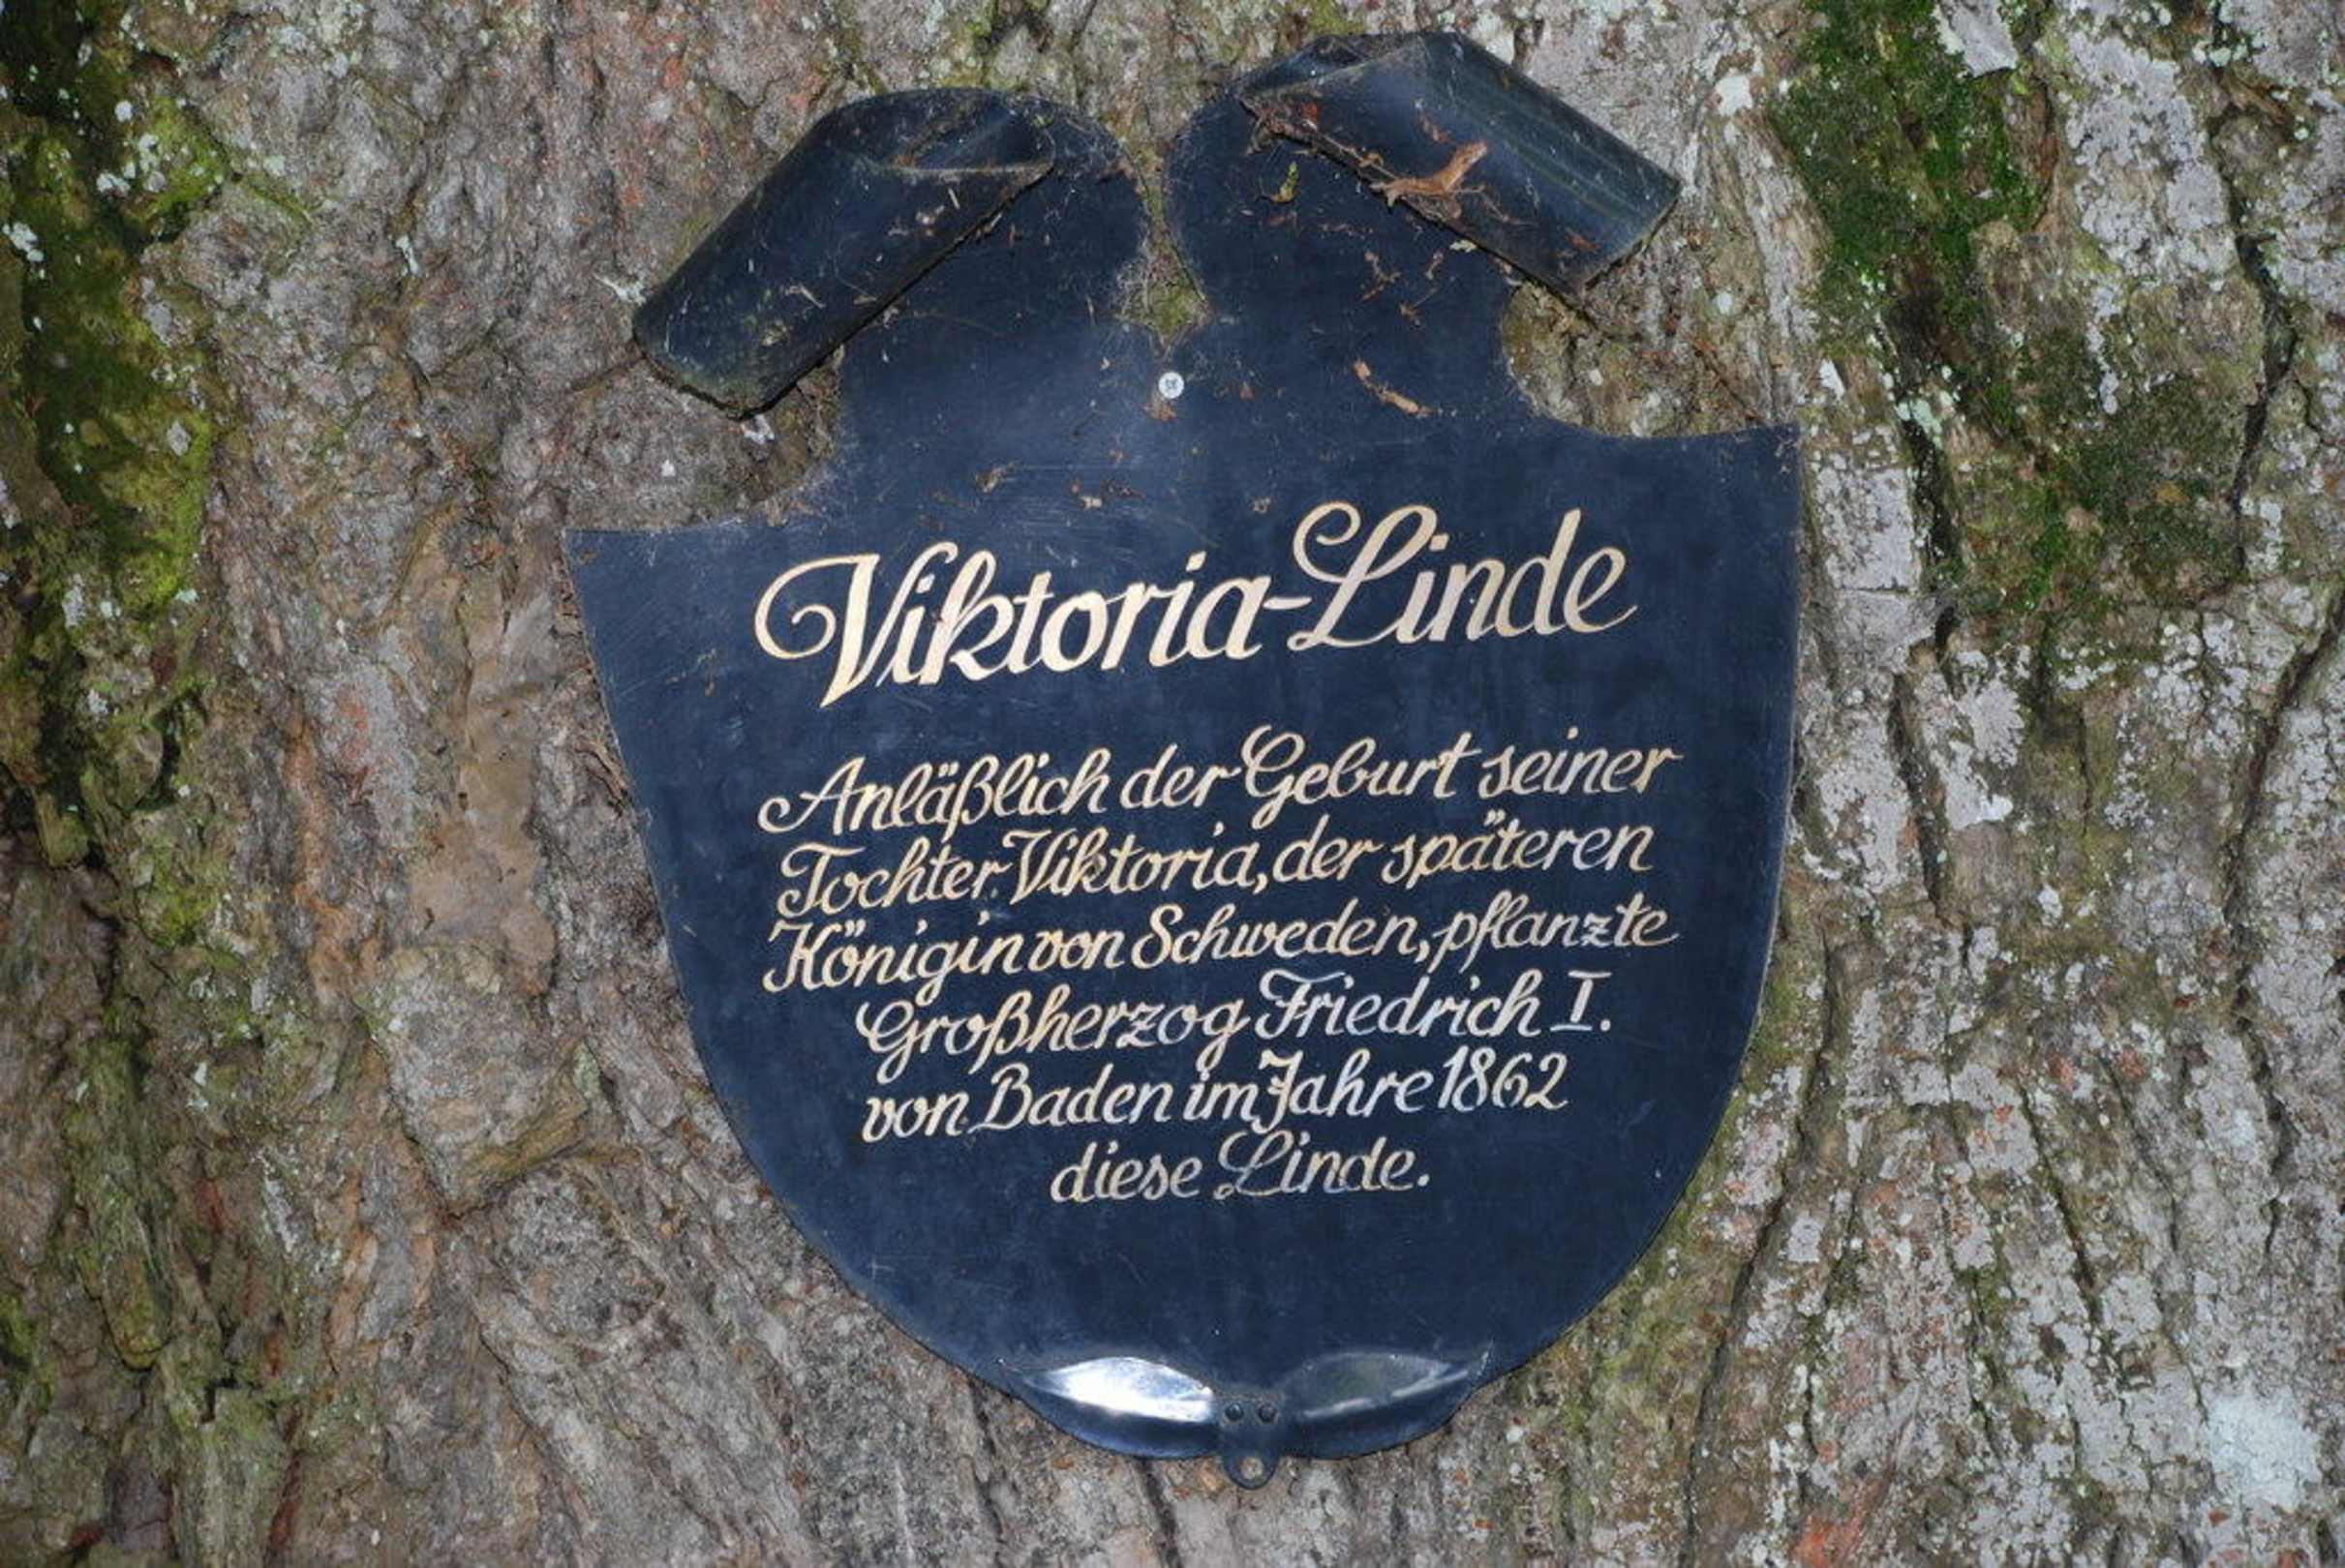 Viktoria-Linde
Anläßlich der Geburt seiner
Tochter Viktoria, der späteren
Königin von Schweden, pflanzte
Großherzog Friedrich I.
von Baden im Jahre 1862
diese Linde.